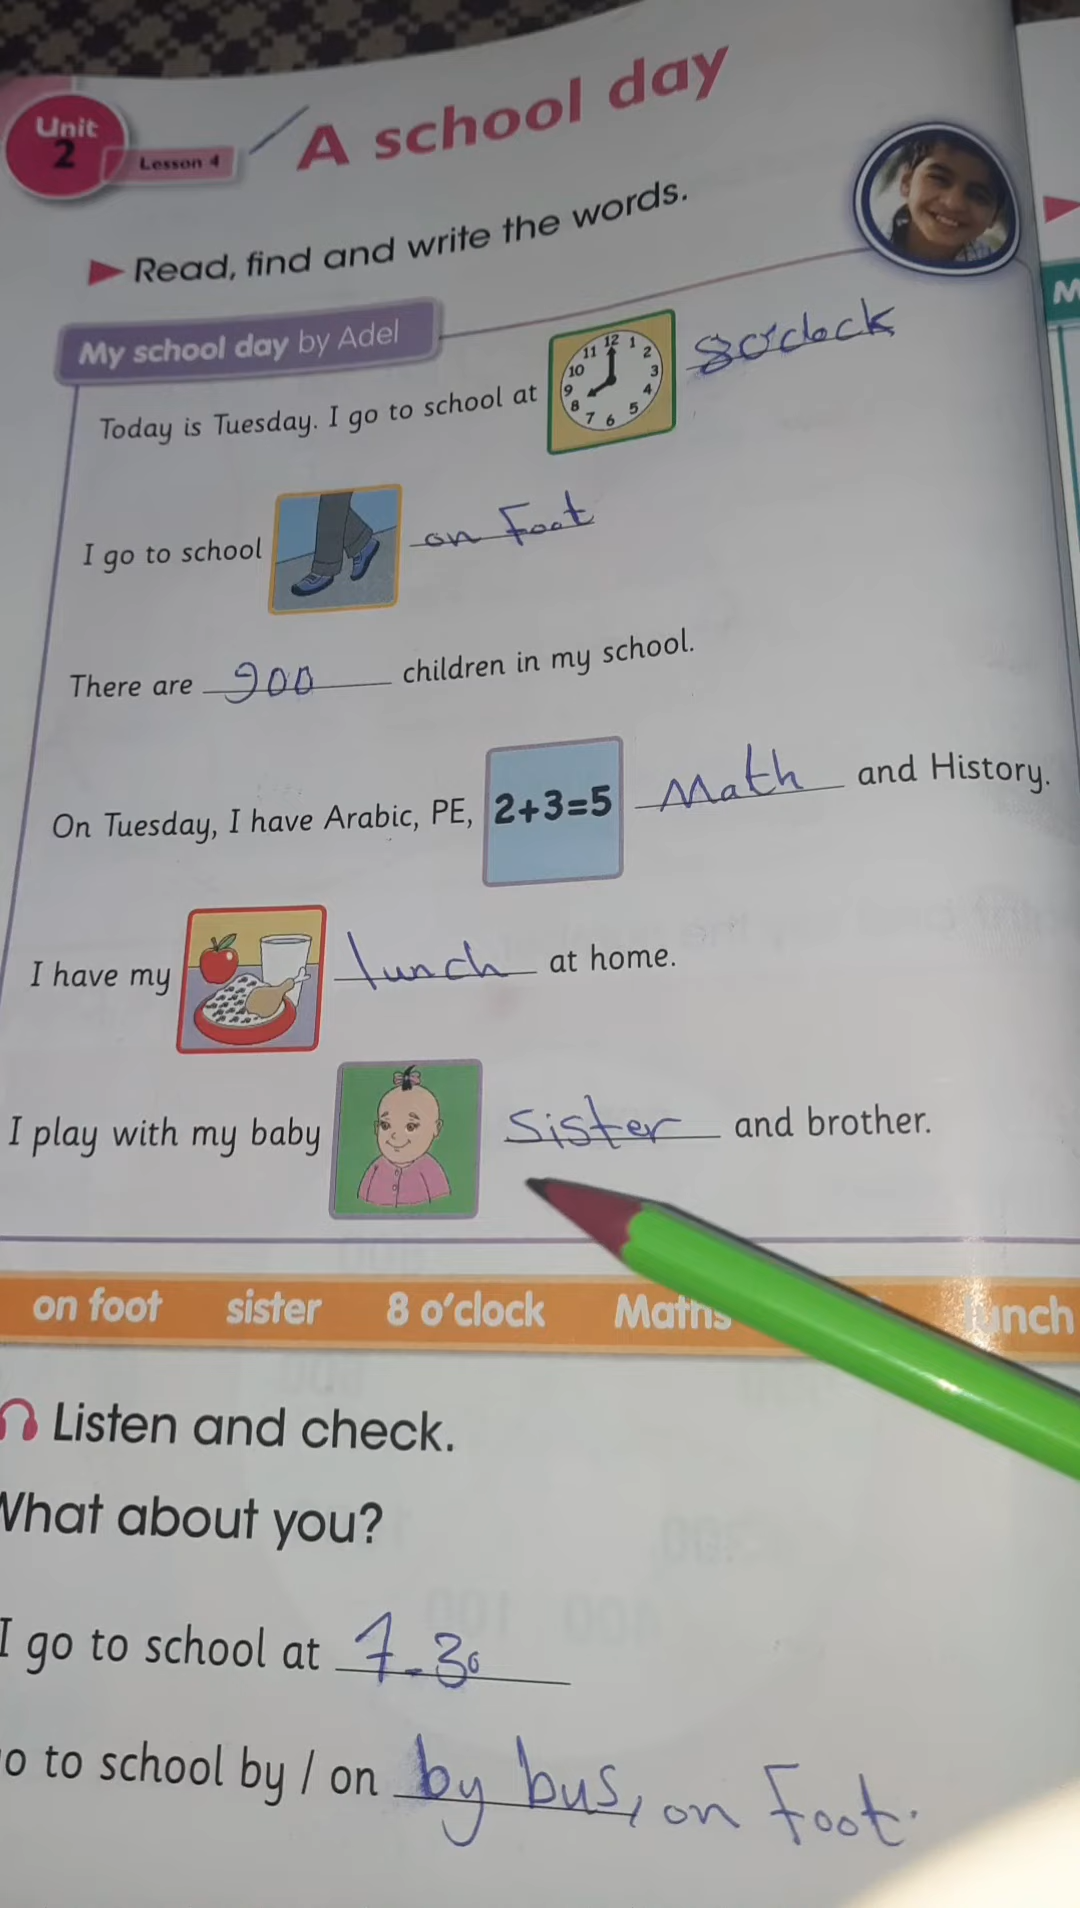 Unit
2
Lesson 4
A school day
Read, find and write the words.
My school day by Adel
12 1 2 3 4 5 6 7 8 9 10 11
Today is Tuesday. I go to school at 8 o'clock
I go to school on Foot
There are 900 children in my school.
On Tuesday, I have Arabic, PE, 2+3=5 Math and History.
I have my lunch at home.
I play with my baby sister and brother.
on foot sister 8 o'clock Maths lunch
Listen and check.
What about you?
I go to school at 7-30
o to school by / on by bus, on Foot.